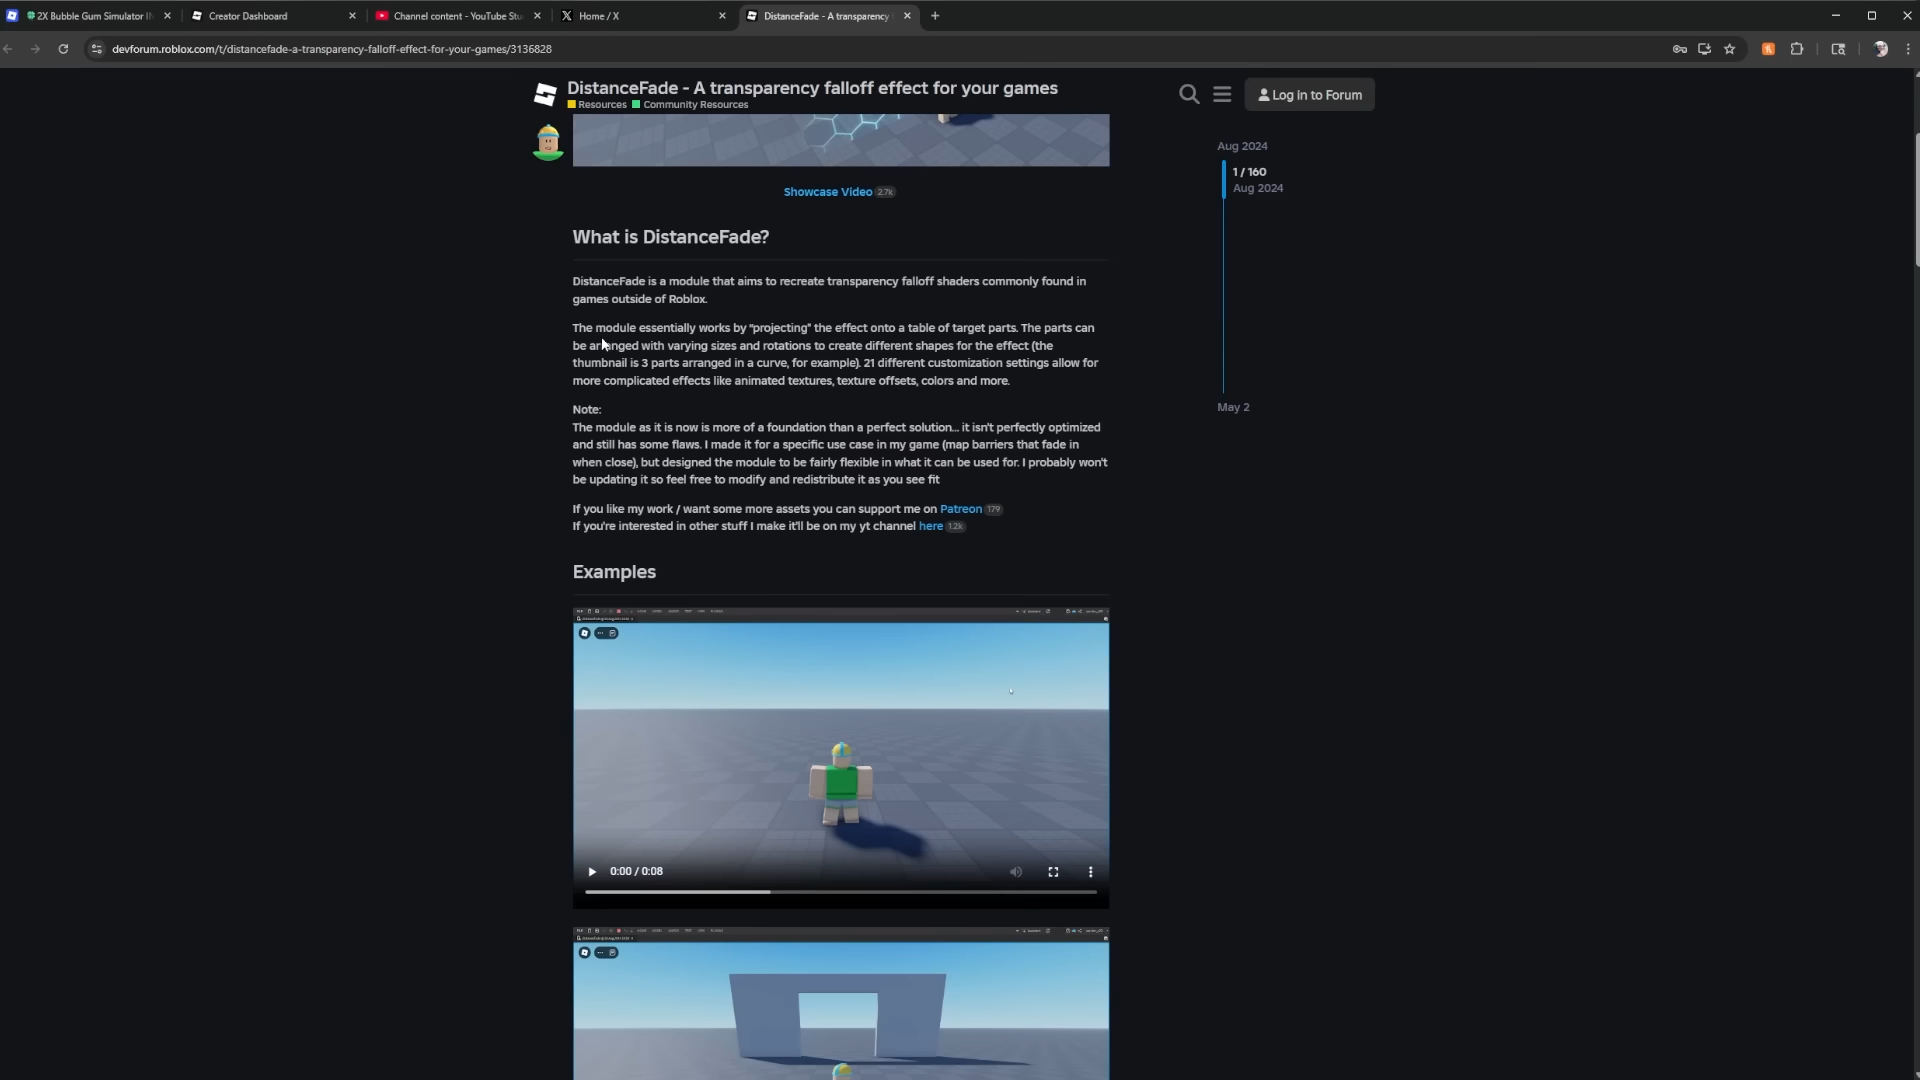 2X Bubble Gum Simulator
Creator Dashboard
Channel content - YouTube Stu
Home / X
DistanceFade - A transparency
devforum.roblox.com/t/distancefade-a-transparency-falloff-effect-for-your-games/3136828
DistanceFade - A transparency falloff effect for your games
Resources Community Resources
Log in to Forum
Aug 2024
1 / 160
Aug 2024
May 2
Showcase Video 2.7k
What is DistanceFade?
DistanceFade is a module that aims to recreate transparency falloff shaders commonly found in
games outside of Roblox.
The module essentially works by “projecting” the effect onto a table of target parts. The parts can
be arranged with varying sizes and rotations to create different shapes for the effect (the
thumbnail is 3 parts arranged in a curve, for example). 21 different customization settings allow for
more complicated effects like animated textures, texture offsets, colors and more.
Note:
The module as it is now is more of a foundation than a perfect solution… it isn't perfectly optimized
and still has some flaws. I made it for a specific use case in my game (map barriers that fade in
when close), but designed the module to be fairly flexible in what it can be used for. I probably won't
be updating it so feel free to modify and redistribute it as you see fit
If you like my work / want some more assets you can support me on Patreon 179
If you're interested in other stuff I make it'll be on my yt channel here 1.2k
Examples
0:00 / 0:08